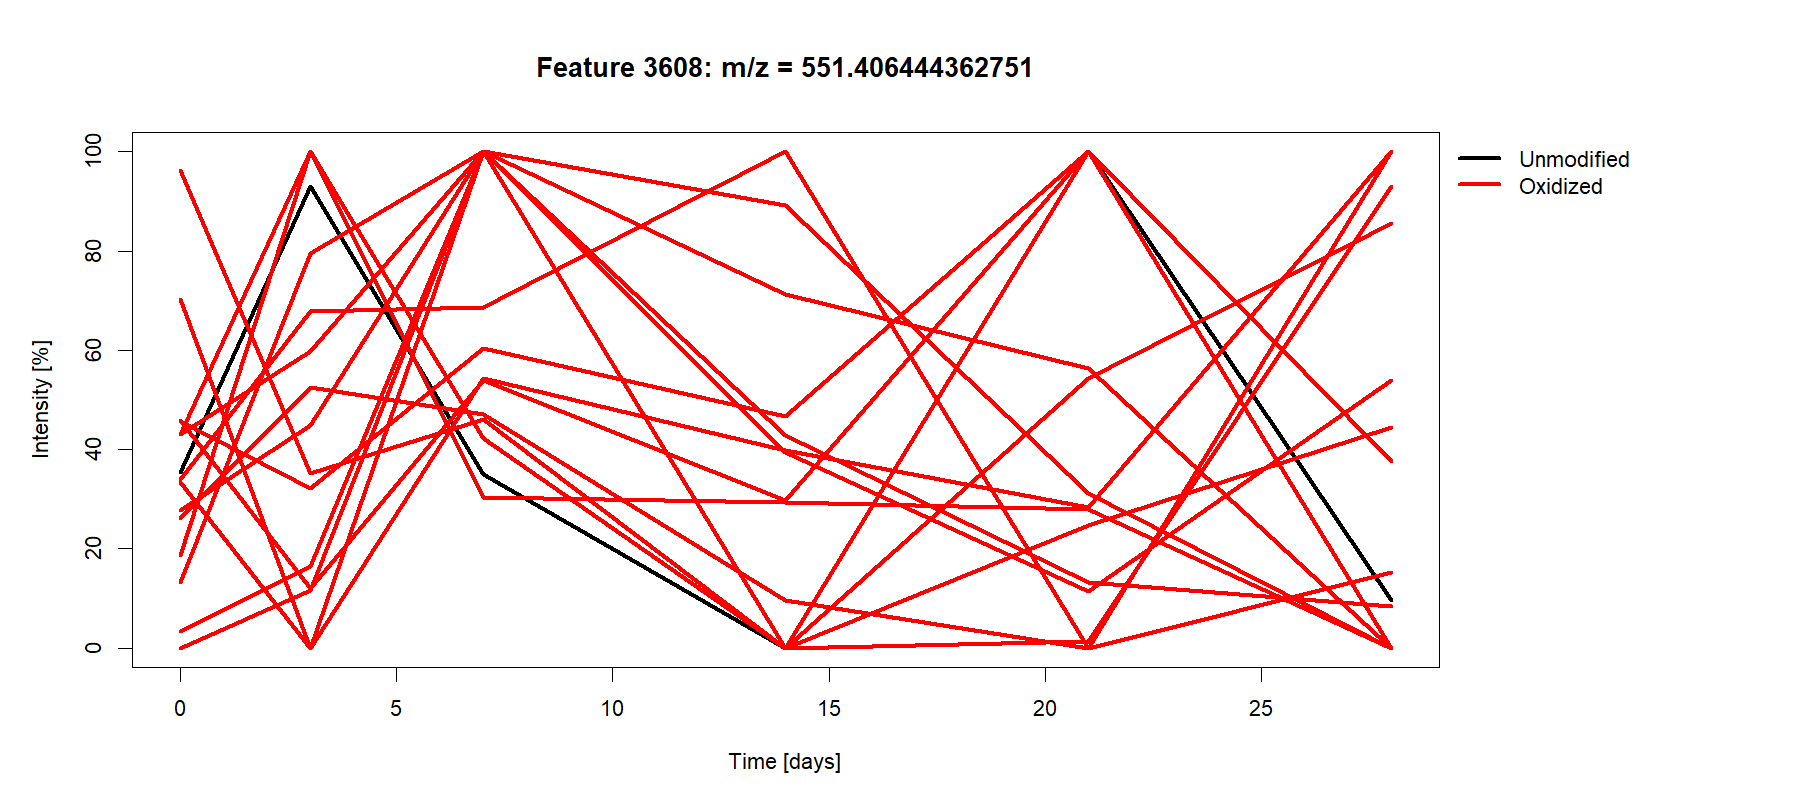 Feature 3608: m/z = 551.406444362751
Unmodified
Oxidized
Intensity [%]
100
80
60
40
20
0
0 5 10 15 20 25
Time [days]